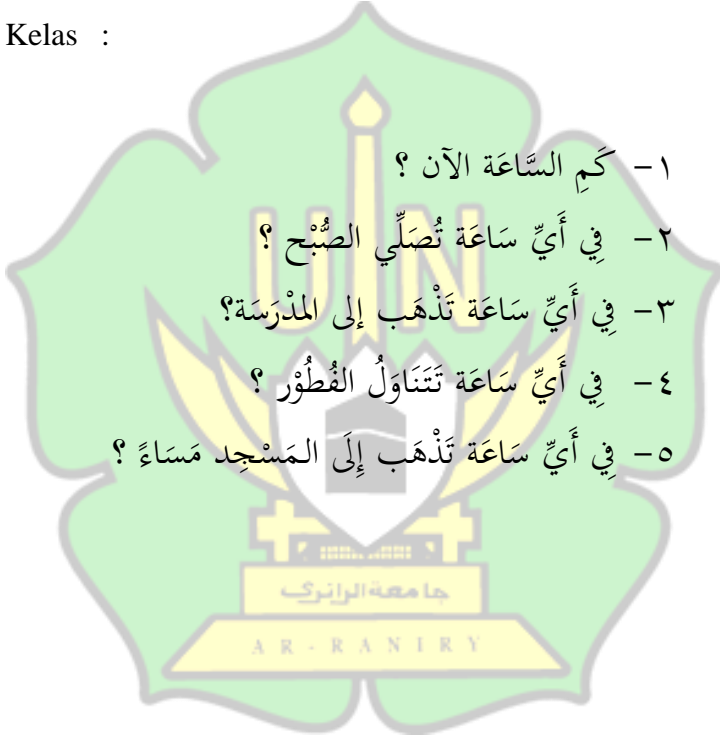 Kelas :
١- كَمِ السَّاعَة الآن ؟
٢- فِي أَيِّ سَاعَة تُصَلِّي الصُّبْح ؟
٣- فِي أَيِّ سَاعَة تَذْهَب إلى المدْرَسَة؟
٤- فِي أَيِّ سَاعَة تَتَنَاوَلُ الفُطُوْر ؟
٥- فِي أَيِّ سَاعَة تَذْهَب إِلَى المَسْجِد مَسَاءً ؟
UIN
جامعة الرانري
AR-RANIRY